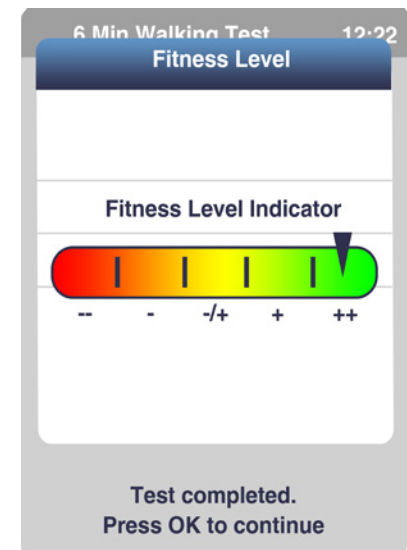 6 Min Walking Test 12:22
Fitness Level
Fitness Level Indicator
-- - -/+ + ++
Test completed.
Press OK to continue